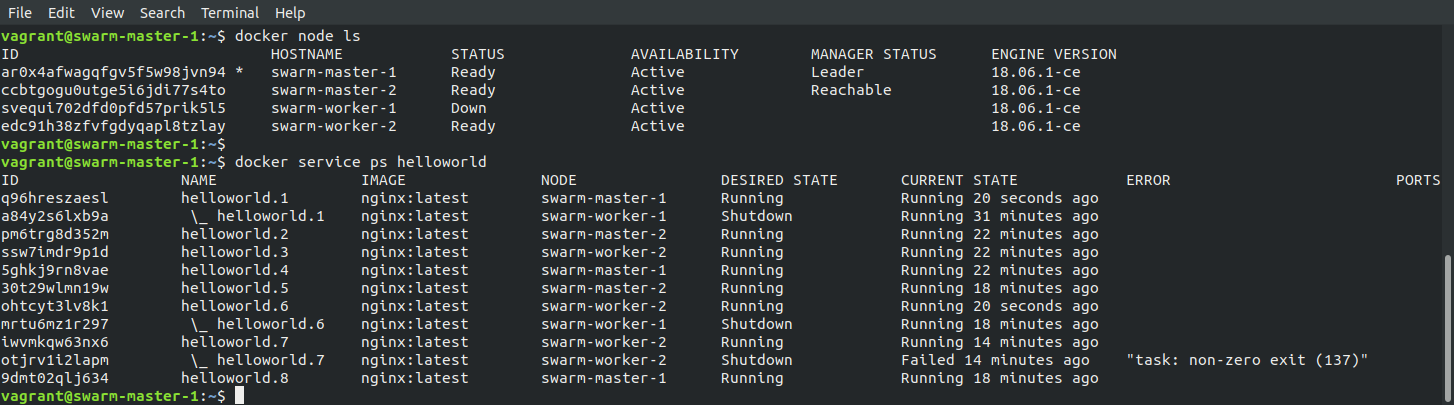 File Edit View Search Terminal Help
vagrant@swarm-master-1:~$ docker node ls
ID HOSTNAME STATUS AVAILABILITY MANAGER STATUS ENGINE VERSION
ar0x4afwagqfgv5f5w98jvn94 * swarm-master-1 Ready Active Leader 18.06.1-ce
ccbtgogu0utge5i6jdi77s4to swarm-master-2 Ready Active Reachable 18.06.1-ce
svequi702dfd0pfd57prik5l5 swarm-worker-1 Down Active 18.06.1-ce
edc91h38zfvfgdyqapl8tzlay swarm-worker-2 Ready Active 18.06.1-ce
vagrant@swarm-master-1:~$
vagrant@swarm-master-1:~$ docker service ps helloworld
ID NAME IMAGE NODE DESIRED STATE CURRENT STATE ERROR PORTS
q96hreszaesl helloworld.1 nginx:latest swarm-master-1 Running Running 20 seconds ago
a84y2s6lxb9a \_ helloworld.1 nginx:latest swarm-worker-1 Shutdown Running 31 minutes ago
pm6trg8d352m helloworld.2 nginx:latest swarm-master-2 Running Running 22 minutes ago
ssw7imdr9p1d helloworld.3 nginx:latest swarm-worker-2 Running Running 22 minutes ago
5ghkj9rn8vae helloworld.4 nginx:latest swarm-master-1 Running Running 22 minutes ago
30t29wlmn19w helloworld.5 nginx:latest swarm-master-2 Running Running 18 minutes ago
ohtcyt3lv8k1 helloworld.6 nginx:latest swarm-worker-2 Running Running 20 seconds ago
mrtu6mz1r297 \_ helloworld.6 nginx:latest swarm-worker-1 Shutdown Running 18 minutes ago
iwvmkqw63nx6 helloworld.7 nginx:latest swarm-worker-2 Running Running 14 minutes ago
otjrv1i2lapm \_ helloworld.7 nginx:latest swarm-worker-2 Shutdown Failed 14 minutes ago "task: non-zero exit (137)"
9dmt02qlj634 helloworld.8 nginx:latest swarm-master-1 Running Running 18 minutes ago
vagrant@swarm-master-1:~$